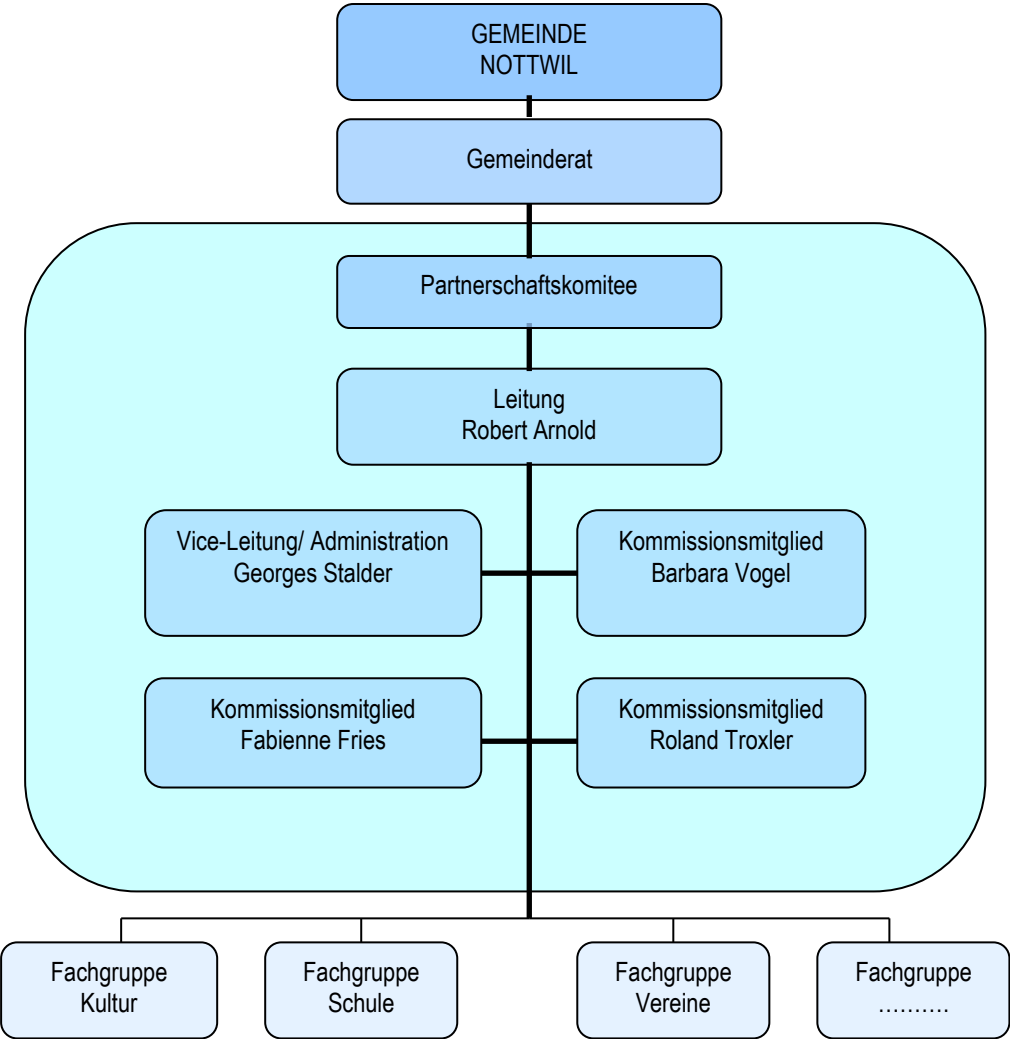 GEMEINDE
NOTTWIL
Gemeinderat
Partnerschaftskomitee
Leitung
Robert Arnold
Vice-Leitung/ Administration
Georges Stalder
Kommissionsmitglied
Barbara Vogel
Kommissionsmitglied
Fabienne Fries
Kommissionsmitglied
Roland Troxler
Fachgruppe
Kultur
Fachgruppe
Schule
Fachgruppe
Vereine
Fachgruppe
……….